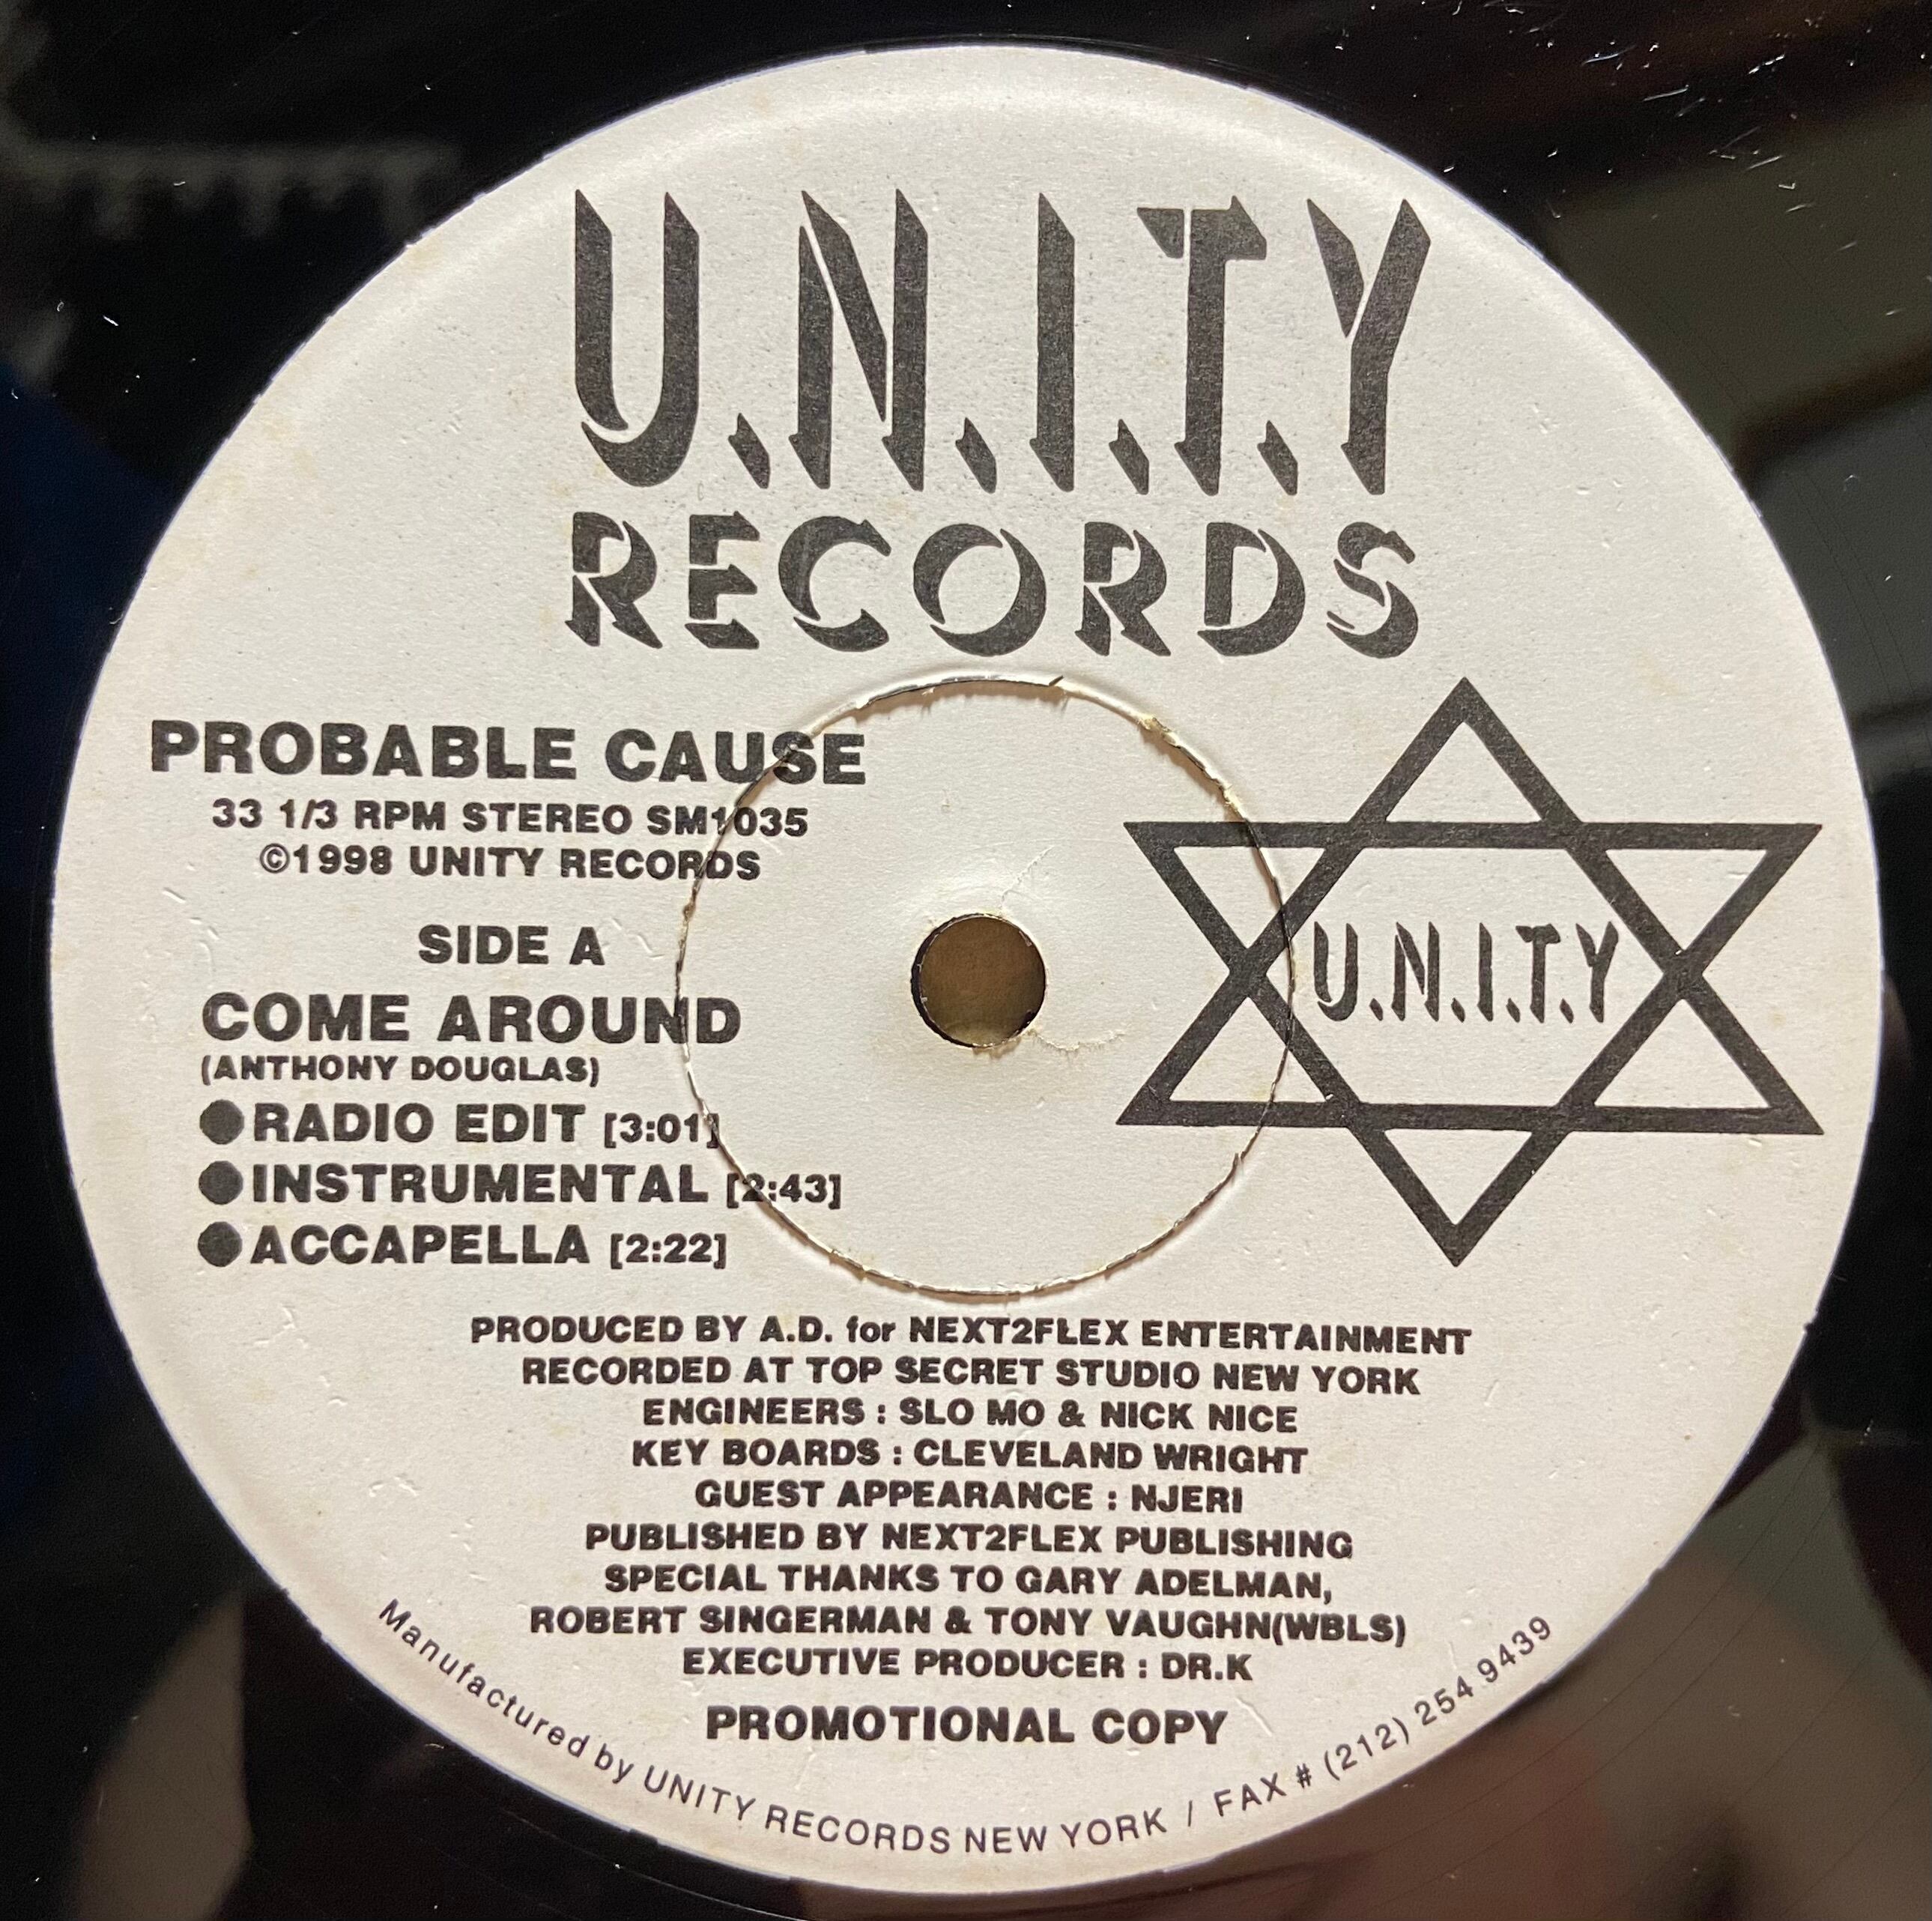 U.N.I.T.Y
RECORDS
PROBABLE CAUSE
33 1/3 RPM STEREO SM1035
©1998 UNITY RECORDS
SIDE A
COME AROUND
(ANTHONY DOUGLAS)
●RADIO EDIT [3:01]
●INSTRUMENTAL [2:43]
●ACCAPELLA [2:22]
U.N.I.T.Y
PRODUCED BY A.D. for NEXT2FLEX ENTERTAINMENT
RECORDED AT TOP SECRET STUDIO NEW YORK
ENGINEERS : SLO MO & NICK NICE
KEY BOARDS : CLEVELAND WRIGHT
GUEST APPEARANCE : NJERI
PUBLISHED BY NEXT2FLEX PUBLISHING
SPECIAL THANKS TO GARY ADELMAN,
ROBERT SINGERMAN & TONY VAUGHN(WBLS)
EXECUTIVE PRODUCER : DR.K
PROMOTIONAL COPY
Manufactured by UNITY RECORDS NEW YORK / FAX # (212) 254 9439